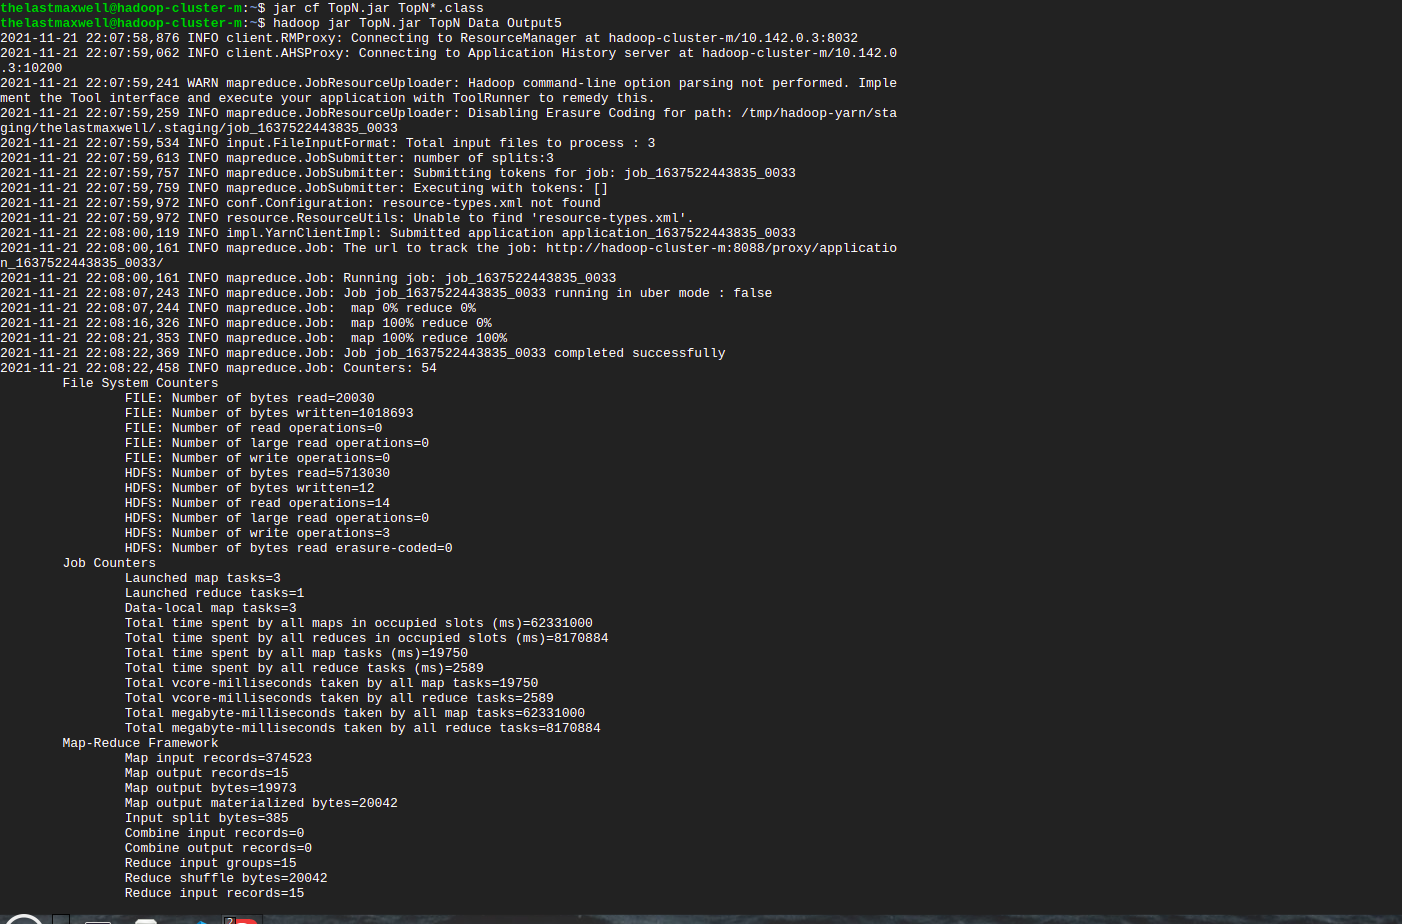 thelastmaxwell@hadoop-cluster-m:~$ jar cf TopN.jar TopN*.class
thelastmaxwell@hadoop-cluster-m:~$ hadoop jar TopN.jar TopN Data Output5
2021-11-21 22:07:58,876 INFO client.RMProxy: Connecting to ResourceManager at hadoop-cluster-m/10.142.0.3:8032
2021-11-21 22:07:59,062 INFO client.AHSProxy: Connecting to Application History server at hadoop-cluster-m/10.142.0
.3:10200
2021-11-21 22:07:59,241 WARN mapreduce.JobResourceUploader: Hadoop command-line option parsing not performed. Imple
ment the Tool interface and execute your application with ToolRunner to remedy this.
2021-11-21 22:07:59,259 INFO mapreduce.JobResourceUploader: Disabling Erasure Coding for path: /tmp/hadoop-yarn/sta
ging/thelastmaxwell/.staging/job_1637522443835_0033
2021-11-21 22:07:59,534 INFO input.FileInputFormat: Total input files to process : 3
2021-11-21 22:07:59,613 INFO mapreduce.JobSubmitter: number of splits:3
2021-11-21 22:07:59,757 INFO mapreduce.JobSubmitter: Submitting tokens for job: job_1637522443835_0033
2021-11-21 22:07:59,759 INFO mapreduce.JobSubmitter: Executing with tokens: []
2021-11-21 22:07:59,972 INFO conf.Configuration: resource-types.xml not found
2021-11-21 22:07:59,972 INFO resource.ResourceUtils: Unable to find 'resource-types.xml'.
2021-11-21 22:08:00,119 INFO impl.YarnClientImpl: Submitted application application_1637522443835_0033
2021-11-21 22:08:00,161 INFO mapreduce.Job: The url to track the job: http://hadoop-cluster-m:8088/proxy/applicatio
n_1637522443835_0033/
2021-11-21 22:08:00,161 INFO mapreduce.Job: Running job: job_1637522443835_0033
2021-11-21 22:08:07,243 INFO mapreduce.Job: Job job_1637522443835_0033 running in uber mode : false
2021-11-21 22:08:07,244 INFO mapreduce.Job:  map 0% reduce 0%
2021-11-21 22:08:16,326 INFO mapreduce.Job:  map 100% reduce 0%
2021-11-21 22:08:21,353 INFO mapreduce.Job:  map 100% reduce 100%
2021-11-21 22:08:22,369 INFO mapreduce.Job: Job job_1637522443835_0033 completed successfully
2021-11-21 22:08:22,458 INFO mapreduce.Job: Counters: 54
File System Counters
FILE: Number of bytes read=20030
FILE: Number of bytes written=1018693
FILE: Number of read operations=0
FILE: Number of large read operations=0
FILE: Number of write operations=0
HDFS: Number of bytes read=5713030
HDFS: Number of bytes written=12
HDFS: Number of read operations=14
HDFS: Number of large read operations=0
HDFS: Number of write operations=3
HDFS: Number of bytes read erasure-coded=0
Job Counters
Launched map tasks=3
Launched reduce tasks=1
Data-local map tasks=3
Total time spent by all maps in occupied slots (ms)=62331000
Total time spent by all reduces in occupied slots (ms)=8170884
Total time spent by all map tasks (ms)=19750
Total time spent by all reduce tasks (ms)=2589
Total vcore-milliseconds taken by all map tasks=19750
Total vcore-milliseconds taken by all reduce tasks=2589
Total megabyte-milliseconds taken by all map tasks=62331000
Total megabyte-milliseconds taken by all reduce tasks=8170884
Map-Reduce Framework
Map input records=374523
Map output records=15
Map output bytes=19973
Map output materialized bytes=20042
Input split bytes=385
Combine input records=0
Combine output records=0
Reduce input groups=15
Reduce shuffle bytes=20042
Reduce input records=15
2